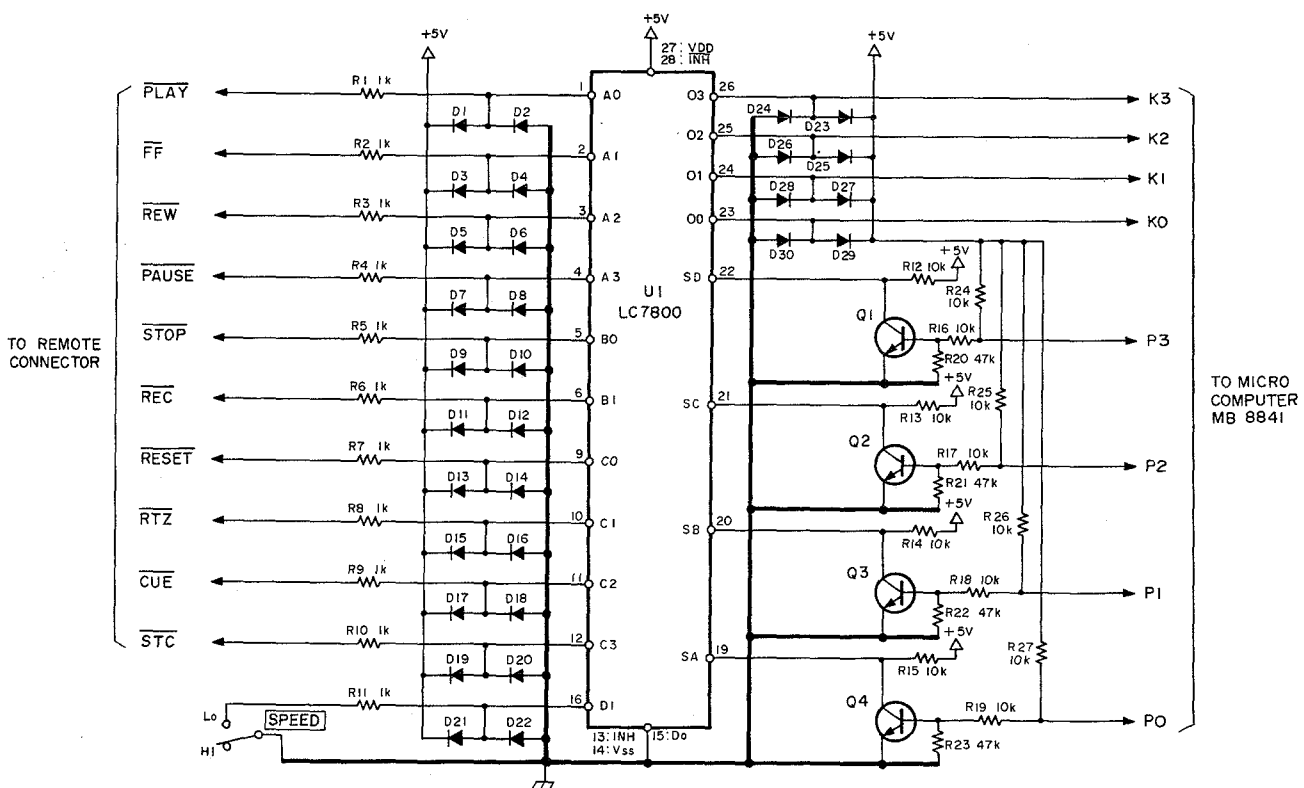 +5V
+5V
+5V
27: VDD
28: INH
PLAY
R1 1k
1
A0
D1
D2
FF
R2 1k
2
A1
D3
D4
REW
R3 1k
3
A2
D5
D6
PAUSE
R4 1k
4
A3
D7
D8
STOP
R5 1k
5
B0
D9
D10
REC
R6 1k
6
B1
D11
D12
RESET
R7 1k
9
C0
D13
D14
RTZ
R8 1k
10
C1
D15
D16
CUE
R9 1k
11
C2
D17
D18
STC
R10 1k
12
C3
D19
D20
R11 1k
16
D1
D21
D22
Lo
HI
SPEED
TO REMOTE
CONNECTOR
U1
LC7800
13: INH
14: Vss
15: Do
O3
26
K3
D24
D23
O2
25
K2
D26
D25
O1
24
K1
D28
D27
O0
23
K0
D30
D29
SD
22
R12 10k
+5V
R24
10k
Q1
R16 10k
R20 47k
P3
SC
21
+5V
R13 10k
R25
10k
Q2
R17 10k
R21 47k
P2
SB
20
+5V
R14 10k
R26
10k
Q3
R18 10k
R22 47k
P1
SA
19
+5V
R15 10k
R27
10k
Q4
R19 10k
R23 47k
P0
TO MICRO
COMPUTER
MB 8841